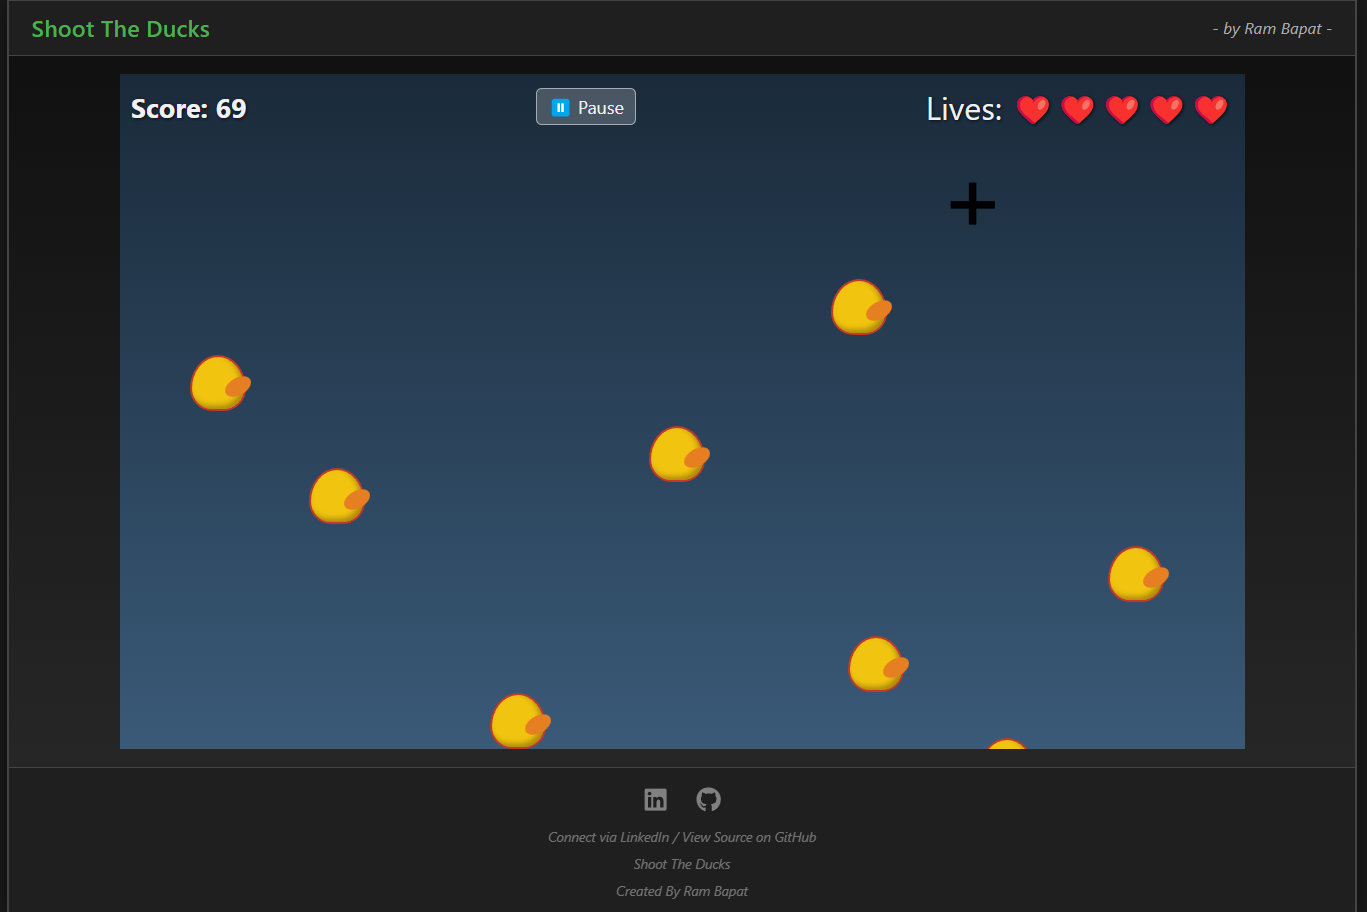 Shoot The Ducks
- by Ram Bapat -
Score: 69
Pause
Lives:
Connect via LinkedIn / View Source on GitHub
Shoot The Ducks
Created By Ram Bapat